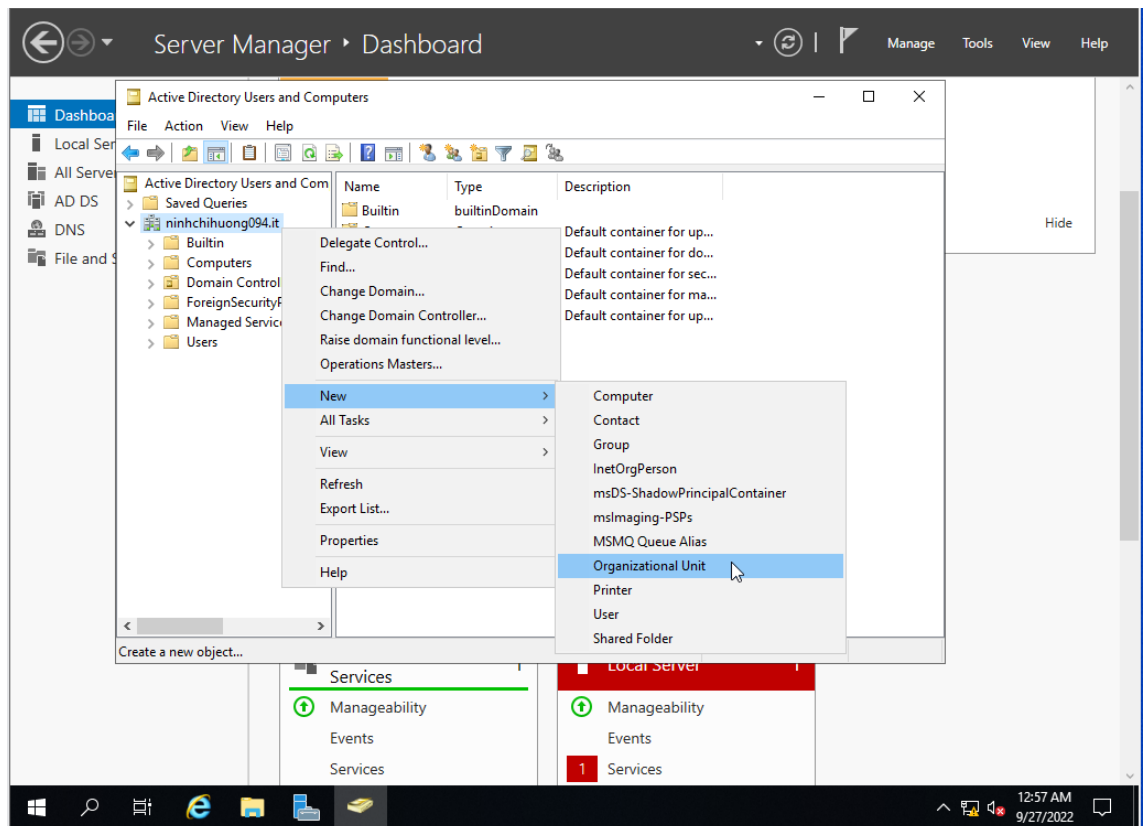 Server Manager ‣ Dashboard
Manage Tools View Help
Active Directory Users and Computers
File Action View Help
Dashboa
Local Ser
All Server
AD DS
DNS
File and S
Active Directory Users and Com
Saved Queries
ninhchihuong094.it
Builtin
Computers
Domain Control
ForeignSecurityP
Managed Servic
Users
Name Type Description
Builtin builtinDomain
Default container for up...
Default container for do...
Default container for sec...
Default container for ma...
Default container for up...
Hide
Delegate Control...
Find...
Change Domain...
Change Domain Controller...
Raise domain functional level...
Operations Masters...
New
All Tasks
View
Refresh
Export List...
Properties
Help
Computer
Contact
Group
InetOrgPerson
msDS-ShadowPrincipalContainer
msImaging-PSPs
MSMQ Queue Alias
Organizational Unit
Printer
User
Shared Folder
Create a new object...
Services 1
Manageability
Events
Services
Local Server 1
Manageability
Events
1 Services
12:57 AM
9/27/2022